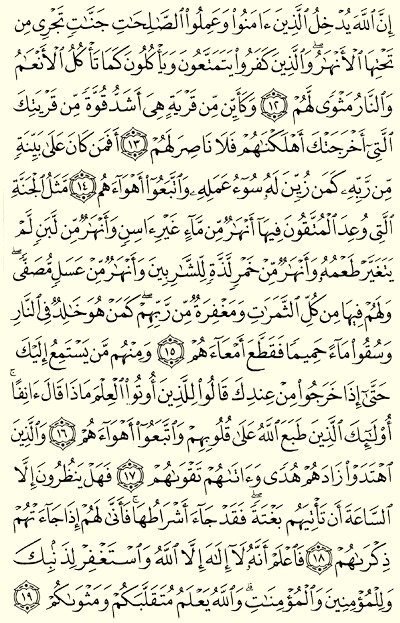 إِنَّ ٱللَّهَ يُدْخِلُ ٱلَّذِينَ ءَامَنُوا۟ وَعَمِلُوا۟ ٱلصَّٰلِحَٰتِ جَنَّٰتٍ تَجْرِى مِن
تَحْتِهَا ٱلْأَنْهَٰرُ ۖ وَٱلَّذِينَ كَفَرُوا۟ يَتَمَتَّعُونَ وَيَأْكُلُونَ كَمَا تَأْكُلُ ٱلْأَنْعَٰمُ
وَٱلنَّارُ مَثْوًى لَّهُمْ ١٢ وَكَأَيِّن مِّن قَرْيَةٍ هِىَ أَشَدُّ قُوَّةً مِّن قَرْيَتِكَ
ٱلَّتِىٓ أَخْرَجَتْكَ أَهْلَكْنَٰهُمْ فَلَا نَاصِرَ لَهُمْ ١٣ أَفَمَن كَانَ عَلَىٰ بَيِّنَةٍ
مِّن رَّبِّهِۦ كَمَن زُيِّنَ لَهُۥ سُوٓءُ عَمَلِهِۦ وَٱتَّبَعُوٓا۟ أَهْوَآءَهُم ١٤ مَّثَلُ ٱلْجَنَّةِ
ٱلَّتِى وُعِدَ ٱلْمُتَّقُونَ ۖ فِيهَآ أَنْهَٰرٌ مِّن مَّآءٍ غَيْرِ ءَاسِنٍ وَأَنْهَٰرٌ مِّن لَّبَنٍ لَّمْ
يَتَغَيَّرْ طَعْمُهُۥ وَأَنْهَٰرٌ مِّنْ خَمْرٍ لَّذَّةٍ لِّلشَّٰرِبِينَ وَأَنْهَٰرٌ مِّنْ عَسَلٍ مُّصَفًّى ۖ
وَلَهُمْ فِيهَا مِن كُلِّ ٱلثَّمَرَٰتِ وَمَغْفِرَةٌ مِّن رَّبِّهِمْ ۖ كَمَنْ هُوَ خَٰلِدٌ فِى ٱلنَّارِ
وَسُقُوا۟ مَآءً حَمِيمًا فَقَطَّعَ أَمْعَآءَهُمْ ١٥ وَمِنْهُم مَّن يَسْتَمِعُ إِلَيْكَ
حَتَّىٰٓ إِذَا خَرَجُوا۟ مِنْ عِندِكَ قَالُوا۟ لِلَّذِينَ أُوتُوا۟ ٱلْعِلْمَ مَاذَا قَالَ ءَانِفًا ۚ
أُو۟لَٰٓئِكَ ٱلَّذِينَ طَبَعَ ٱللَّهُ عَلَىٰ قُلُوبِهِمْ وَٱتَّبَعُوٓا۟ أَهْوَآءَهُمْ ١٦ وَٱلَّذِينَ
ٱهْتَدَوْا۟ زَادَهُمْ هُدًى وَءَاتَىٰهُمْ تَقْوَىٰهُمْ ١٧ فَهَلْ يَنظُرُونَ إِلَّا
ٱلسَّاعَةَ أَن تَأْتِيَهُم بَغْتَةً ۖ فَقَدْ جَآءَ أَشْرَاطُهَا ۚ فَأَنَّىٰ لَهُمْ إِذَا جَآءَتْهُمْ
ذِكْرَىٰهُمْ ١٨ فَٱعْلَمْ أَنَّهُۥ لَآ إِلَٰهَ إِلَّا ٱللَّهُ وَٱسْتَغْفِرْ لِذَنۢبِكَ
وَلِلْمُؤْمِنِينَ وَٱلْمُؤْمِنَٰتِ ۗ وَٱللَّهُ يَعْلَمُ مُتَقَلَّبَكُمْ وَمَثْوَىٰكُمْ ١٩